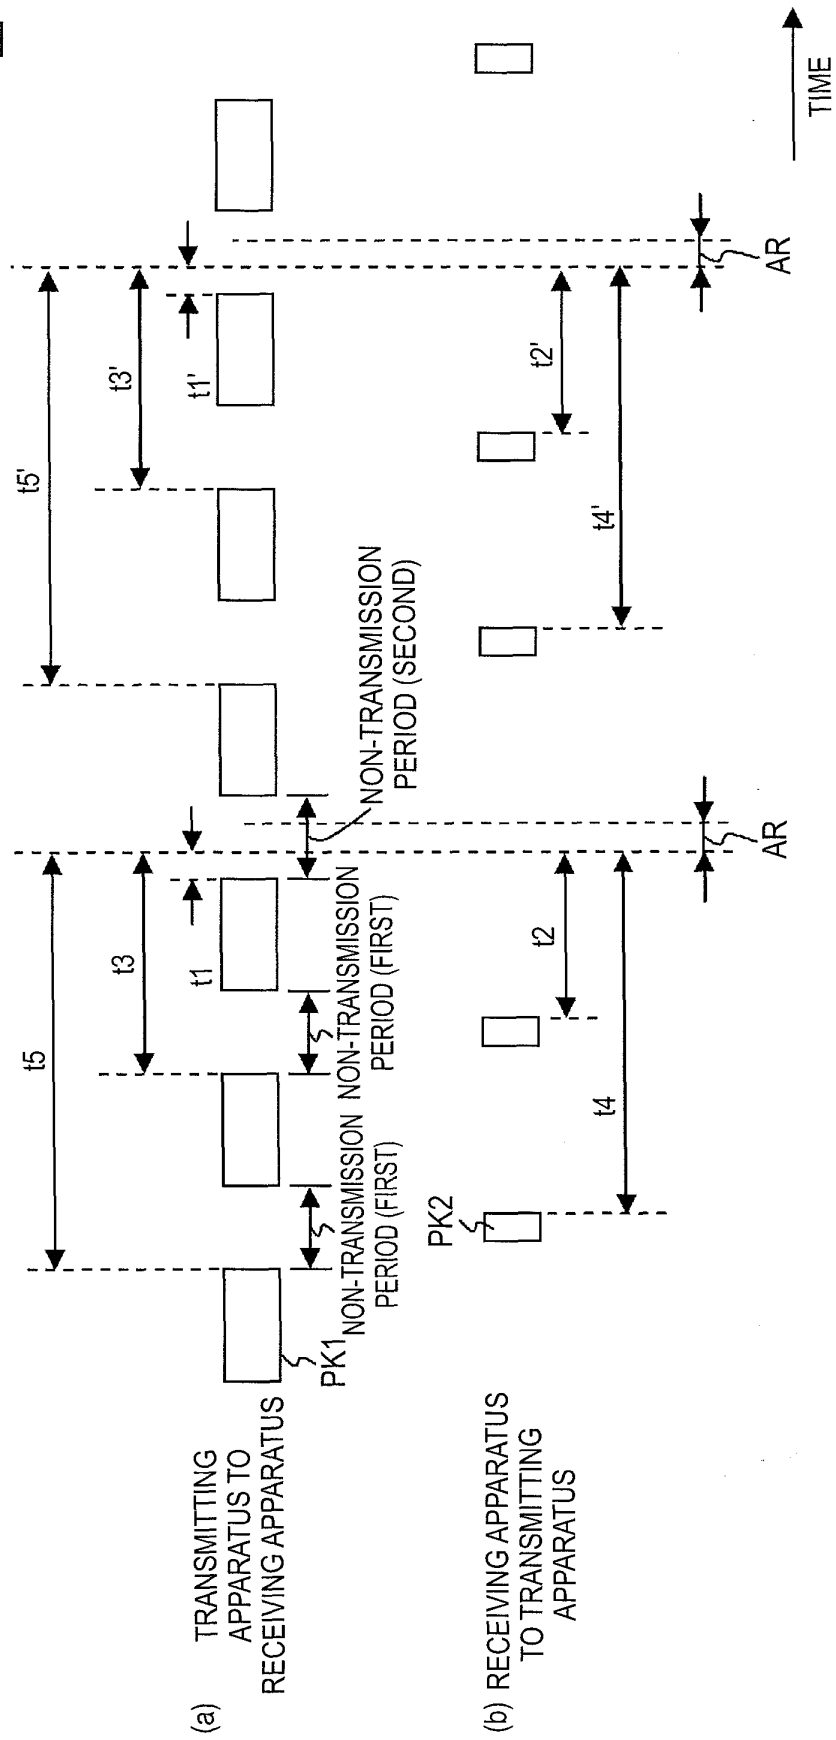 (a) TRANSMITTING
APPARATUS TO
RECEIVING APPARATUS
PK1
t5
t3
t1
t5'
t3'
t1'
NON-TRANSMISSION
PERIOD (FIRST)
NON-TRANSMISSION
PERIOD (FIRST)
NON-TRANSMISSION
PERIOD (SECOND)
(b) RECEIVING APPARATUS
TO TRANSMITTING
APPARATUS
PK2
t2
t4
t2'
t4'
AR
AR
TIME